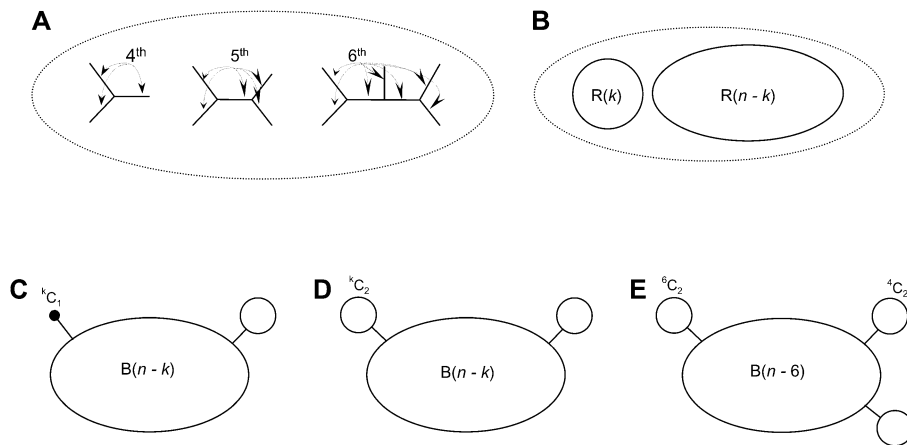 A
4th
5th
6th
B
R(k)
R(n - k)
C
kC1
B(n - k)
D
kC2
B(n - k)
E
6C2
4C2
B(n - 6)